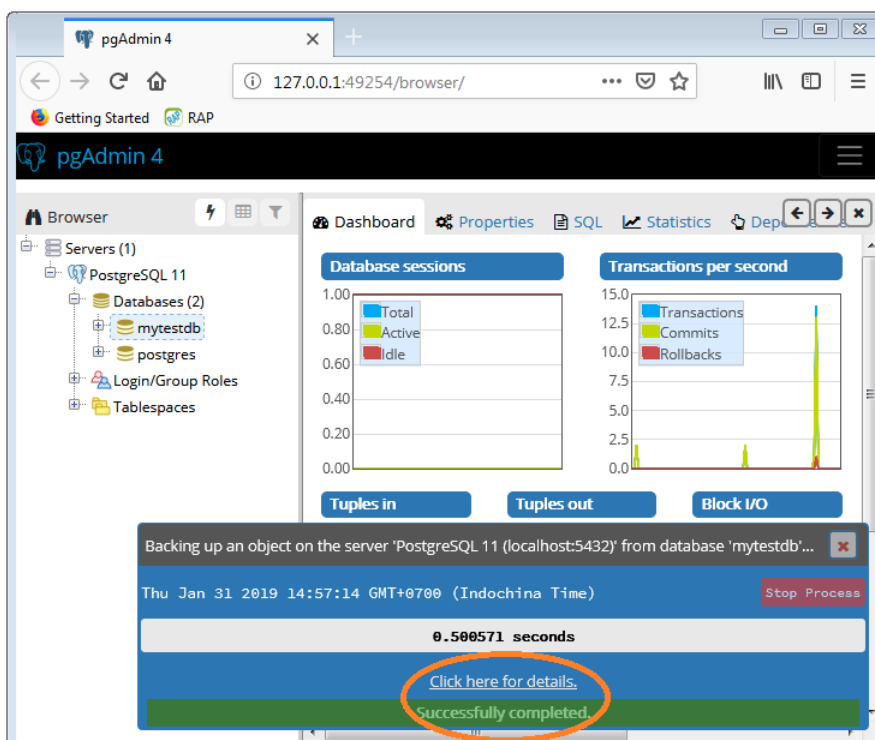 pgAdmin 4
127.0.0.1:49254/browser/
Getting Started RAP
pgAdmin 4
Browser
Dashboard Properties SQL Statistics
Servers (1)
PostgreSQL 11
Databases (2)
mytestdb
postgres
Login/Group Roles
Tablespaces
Database sessions
1.00
0.80
0.60
0.40
0.20
0.00
Total
Active
Idle
Transactions per second
15.0
12.5
10.0
7.5
5.0
2.5
0.0
Transactions
Commits
Rollbacks
Tuples in Tuples out Block I/O
Backing up an object on the server 'PostgreSQL 11 (localhost:5432)' from database 'mytestdb'...
Thu Jan 31 2019 14:57:14 GMT+0700 (Indochina Time) Stop Process
0.500571 seconds
Click here for details.
Successfully completed.